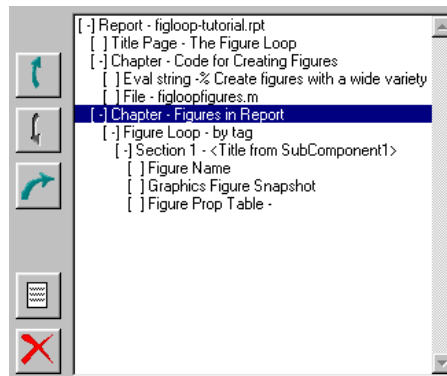 [-] Report - figloop-tutorial.rpt
[ ] Title Page - The Figure Loop
[-] Chapter - Code for Creating Figures
[ ] Eval string -% Create figures with a wide variety
[ ] File - figloopfigures.m
[-] Chapter - Figures in Report
[-] Figure Loop - by tag
[-] Section 1 - <Title from SubComponent1>
[ ] Figure Name
[ ] Graphics Figure Snapshot
[ ] Figure Prop Table -